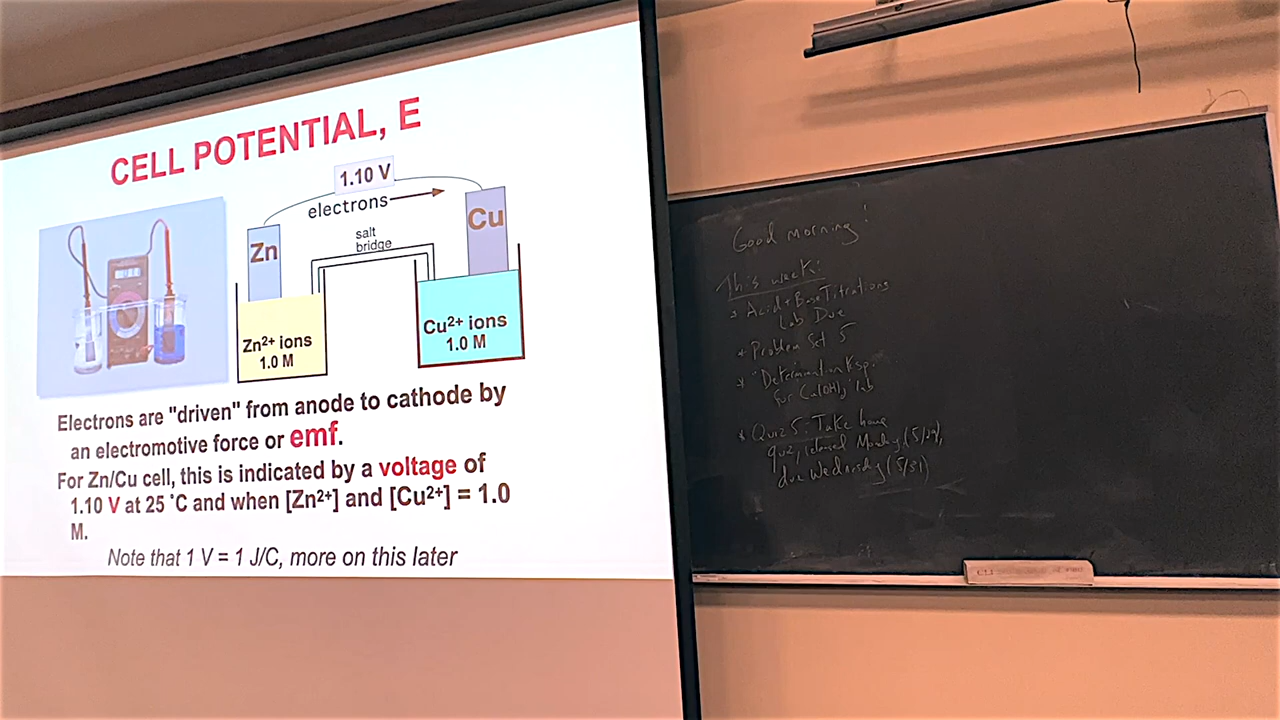 CELL POTENTIAL, E
1.10 V
electrons
Zn
Cu
salt
bridge
Zn²⁺ ions
1.0 M
Cu²⁺ ions
1.0 M
Electrons are "driven" from anode to cathode by
an electromotive force or emf.
For Zn/Cu cell, this is indicated by a voltage of
1.10 V at 25 °C and when [Zn²⁺] and [Cu²⁺] = 1.0
M.
Note that 1 V = 1 J/C, more on this later
Good morning!
This week:
* Acid + Base Titrations
Lab Due
* Problem Set 5
* "Determination Ksp
for Ca(OH)₂" lab
* Quiz 5: Take home
quiz, released Monday (5/29),
due Wednesday (5/31)